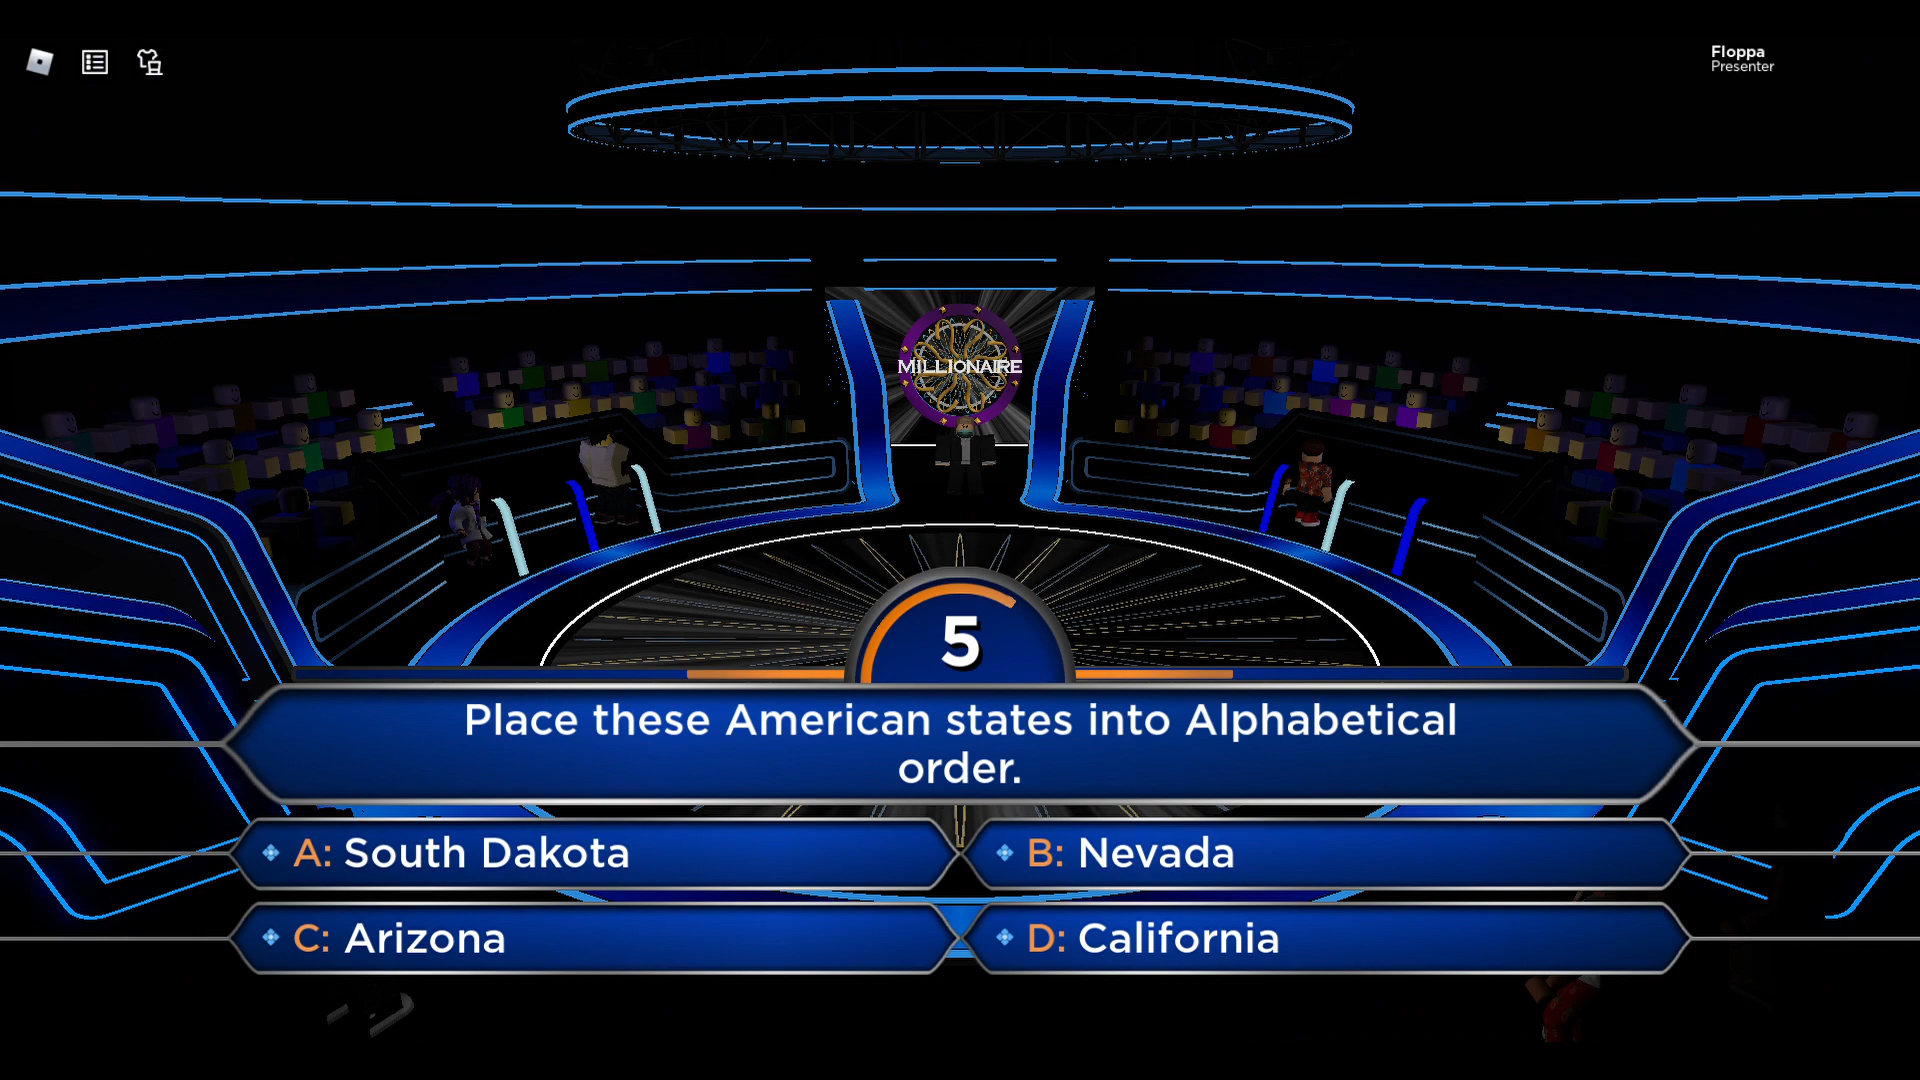 Floppa
Presenter
MILLIONAIRE
5
Place these American states into Alphabetical
order.
A: South Dakota
B: Nevada
C: Arizona
D: California